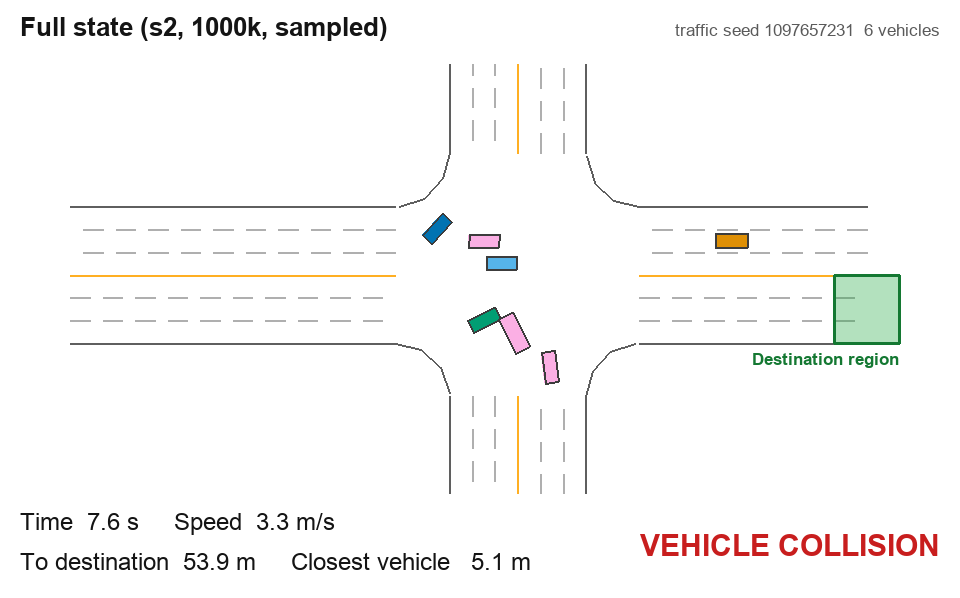 Full state (s2, 1000k, sampled)
traffic seed 1097657231  6 vehicles
Destination region
Time  7.6 s  Speed  3.3 m/s
To destination  53.9 m  Closest vehicle  5.1 m
VEHICLE COLLISION